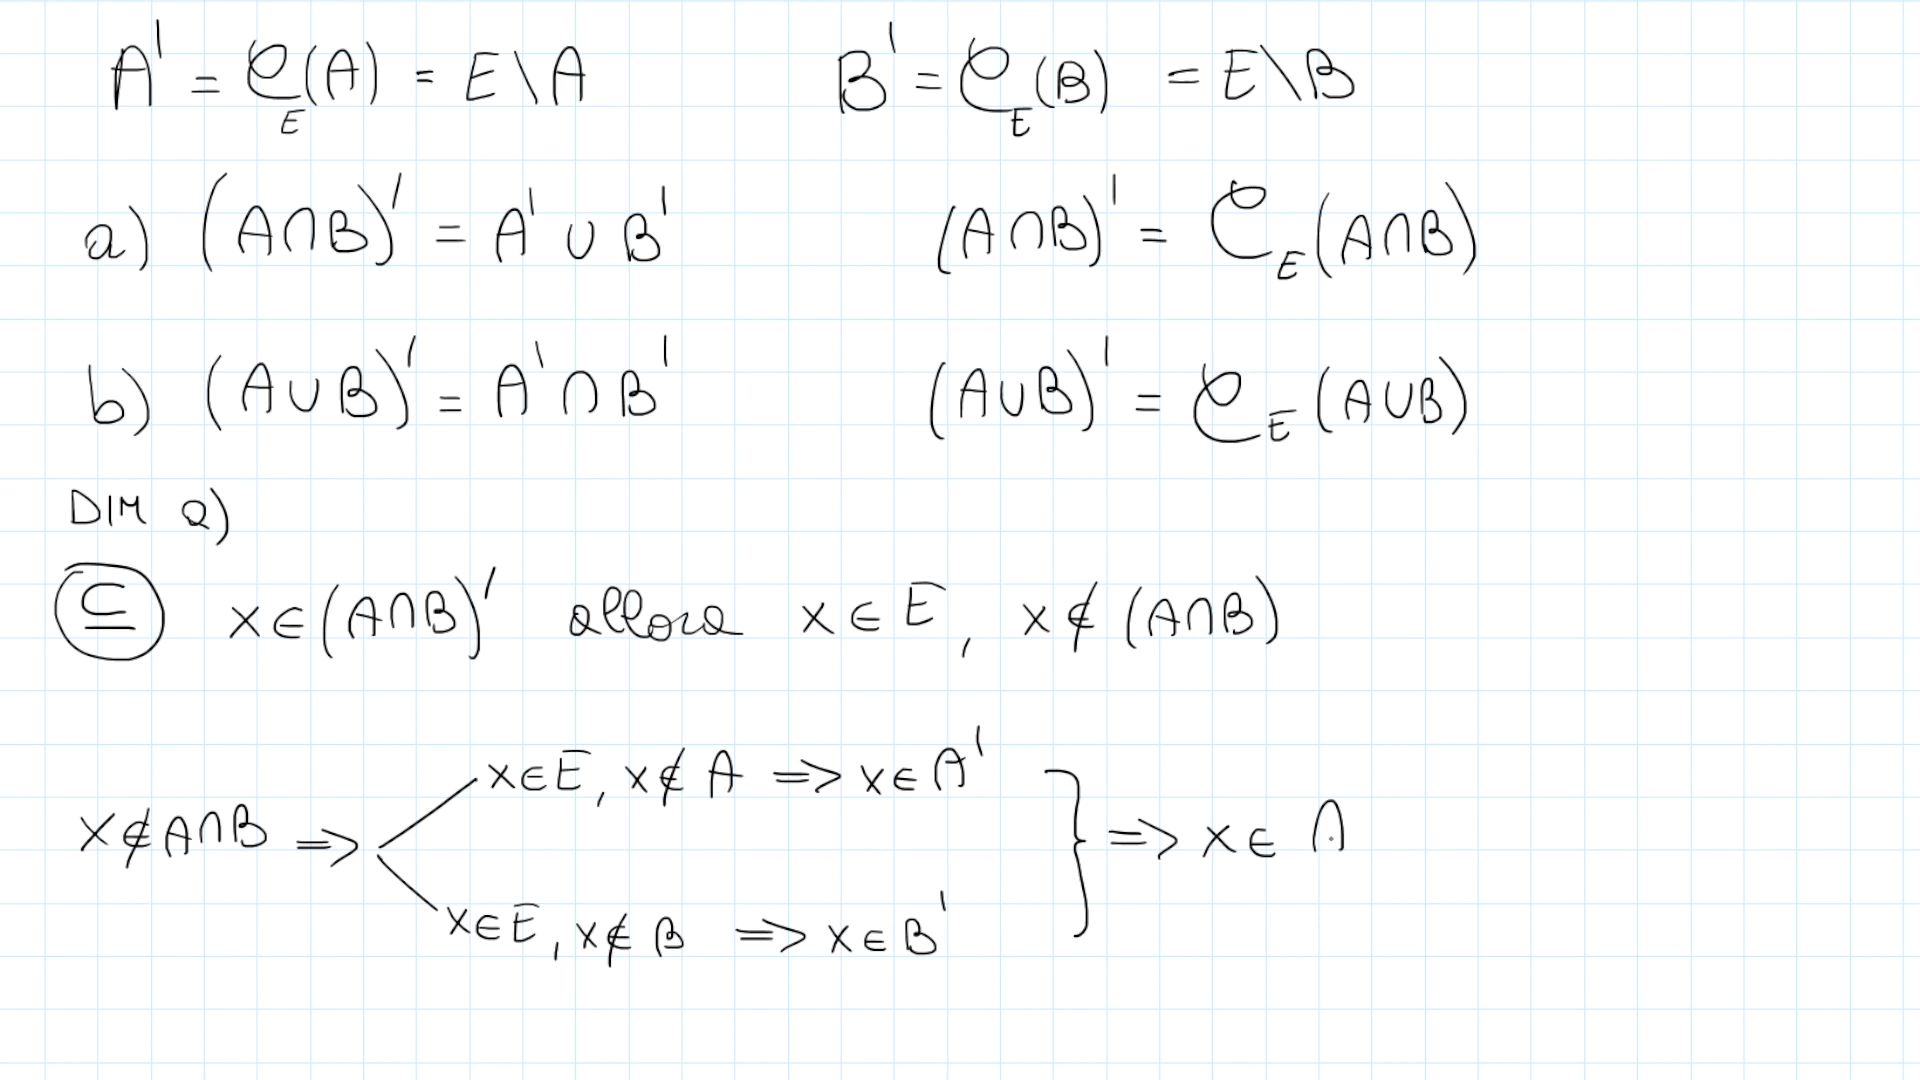 A' = C_E(A) = E\A B' = C_E(B) = E\B
a) (A∩B)' = A' ∪ B' (A∩B)' = C_E(A∩B)
b) (A∪B)' = A' ∩ B' (A∪B)' = C_E(A∪B)
DIM a)
⊆ x∈(A∩B)' allora x∈E, x∉(A∩B)
x∈E, x∉A => x∈A'
x∉A∩B => } => x∈ A
x∈E, x∉B => x∈B'